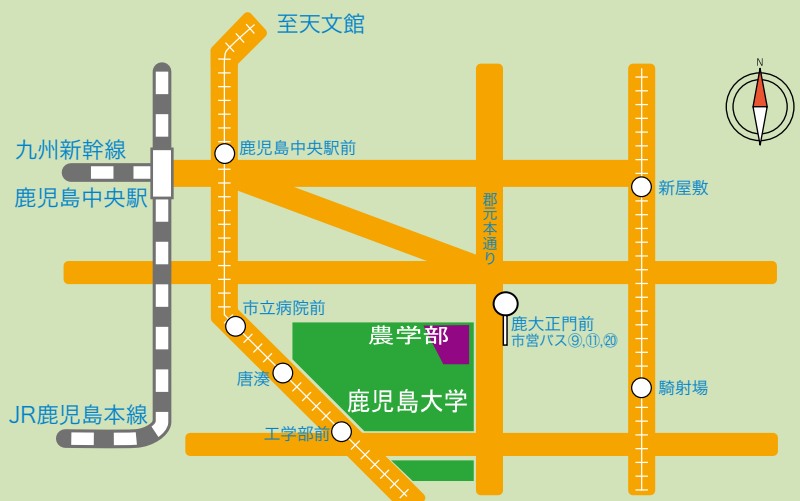 至天文館
N
九州新幹線
鹿児島中央駅前
鹿児島中央駅
新屋敷
郡元本通り
市立病院前
鹿大正門前
市営バス⑨,⑪,⑳
農学部
唐湊
鹿児島大学
騎射場
JR鹿児島本線
工学部前